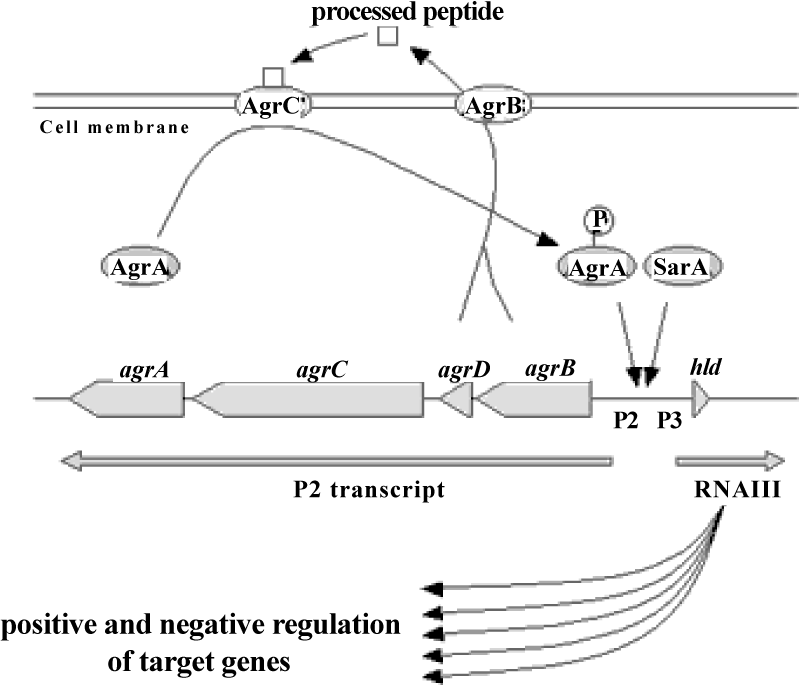 processed peptide
AgrC
AgrB
Cell membrane
P
AgrA
AgrA
SarA
agrA
agrC
agrD
agrB
hld
P2
P3
P2 transcript
RNAIII
positive and negative regulation
of target genes